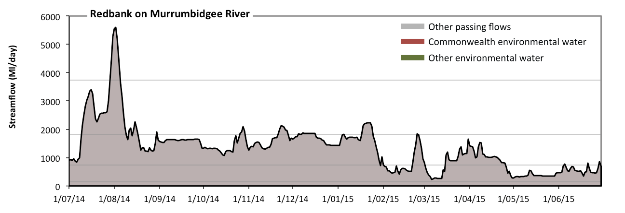 Redbank on Murrumbidgee River
Streamflow (Ml/day)
6000
5000
4000
3000
2000
1000
0
Other passing flows
Commonwealth environmental water
Other environmental water
1/07/14 1/08/14 1/09/14 1/10/14 1/11/14 1/12/14 1/01/15 1/02/15 1/03/15 1/04/15 1/05/15 1/06/15